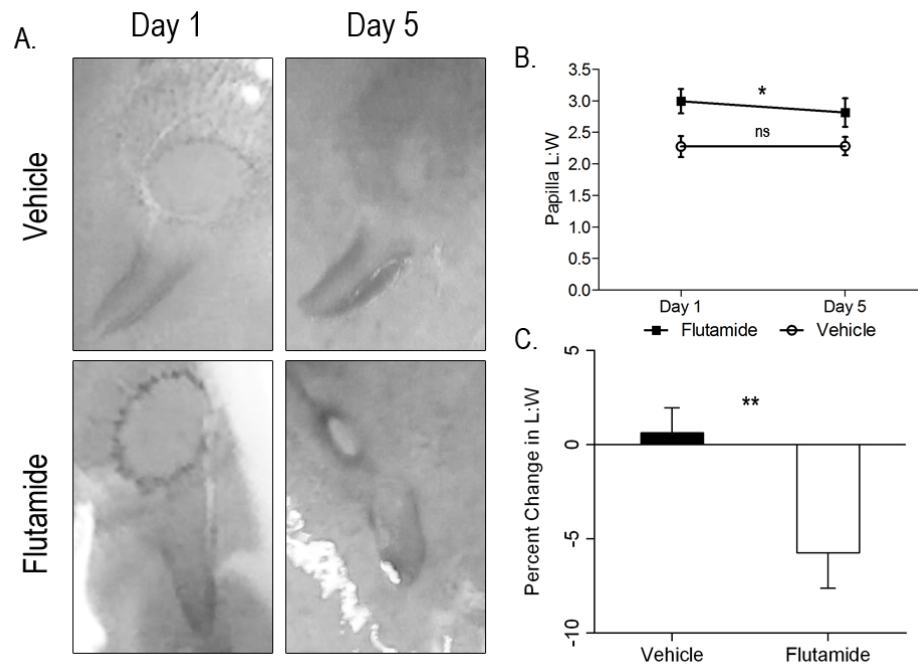 A.
Day 1
Day 5
Vehicle
Flutamide
B.
Papilla L:W
3.5
3.0
2.5
2.0
1.5
1.0
0.5
0.0
*
ns
Day 1
Day 5
Flutamide
Vehicle
C.
Percent Change in L:W
5
0
-5
-10
**
Vehicle
Flutamide